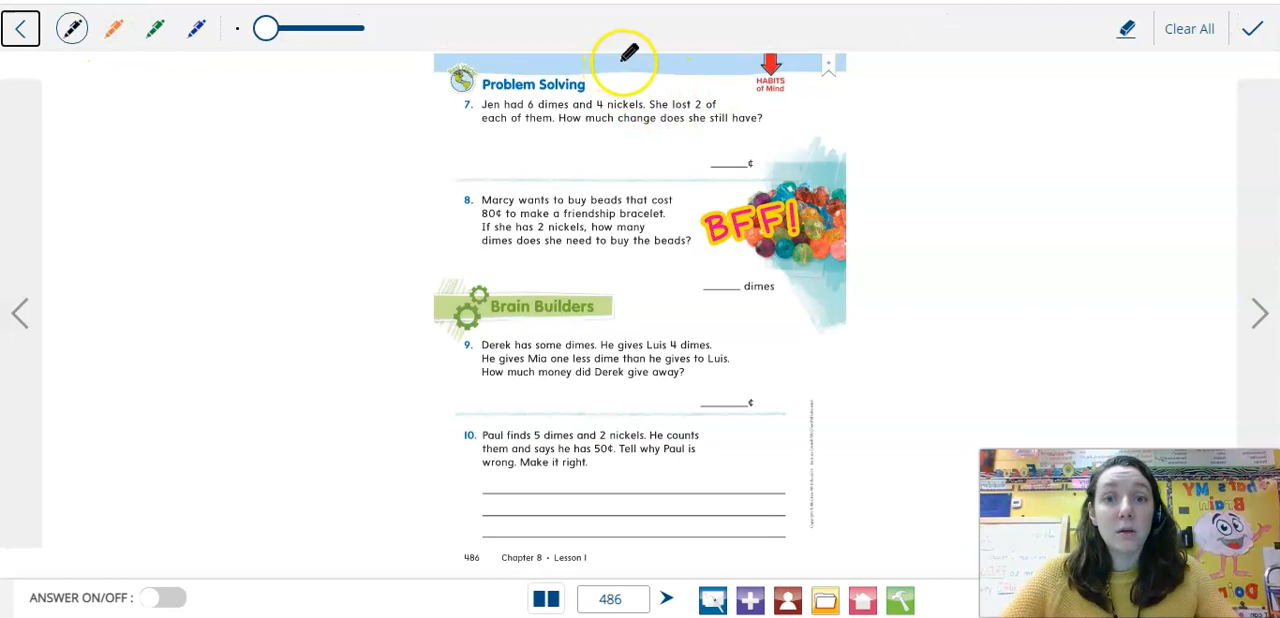 Clear All
Problem Solving
HABITS
of Mind
7. Jen had 6 dimes and 4 nickels. She lost 2 of
each of them. How much change does she still have?
_____¢
8. Marcy wants to buy beads that cost
80¢ to make a friendship bracelet.
If she has 2 nickels, how many
dimes does she need to buy the beads?
BFF!
_____ dimes
Brain Builders
9. Derek has some dimes. He gives Luis 4 dimes.
He gives Mia one less dime than he gives to Luis.
How much money did Derek give away?
______¢
10. Paul finds 5 dimes and 2 nickels. He counts
them and says he has 50¢. Tell why Paul is
wrong. Make it right.
486 Chapter 8 • Lesson 1
ANSWER ON/OFF :
486